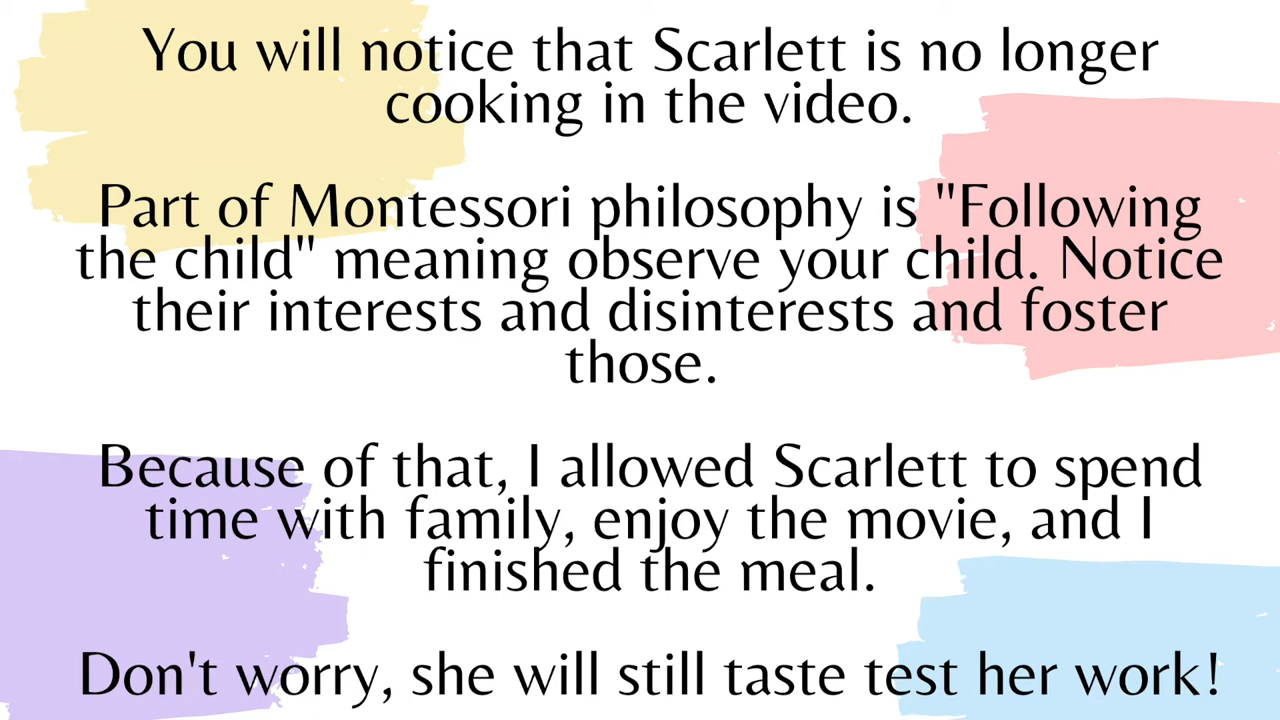 You will notice that Scarlett is no longer
cooking in the video.
Part of Montessori philosophy is "Following
the child" meaning observe your child. Notice
their interests and disinterests and foster
those.
Because of that, I allowed Scarlett to spend
time with family, enjoy the movie, and I
finished the meal.
Don't worry, she will still taste test her work!